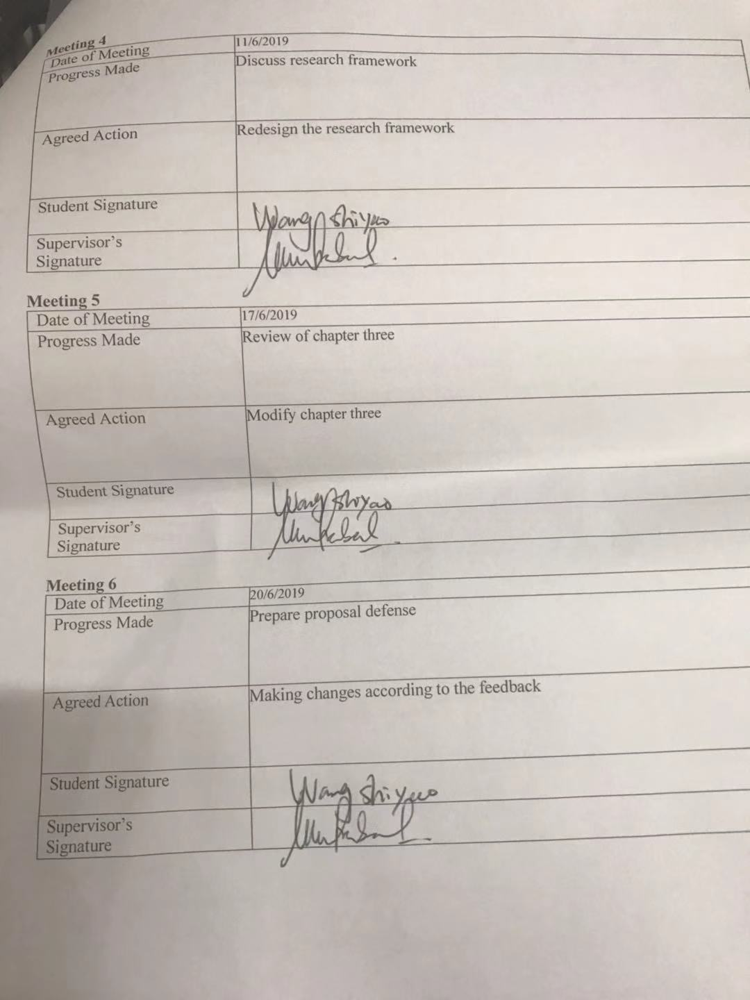 Meeting 4
Date of Meeting 11/6/2019
Progress Made Discuss research framework
Agreed Action Redesign the research framework
Student Signature Wang Shiyao
Supervisor's
Signature
Meeting 5
Date of Meeting 17/6/2019
Progress Made Review of chapter three
Agreed Action Modify chapter three
Student Signature Wang Shiyao
Supervisor's
Signature
Meeting 6
Date of Meeting 20/6/2019
Progress Made Prepare proposal defense
Agreed Action Making changes according to the feedback
Student Signature Wang Shiyao
Supervisor's
Signature